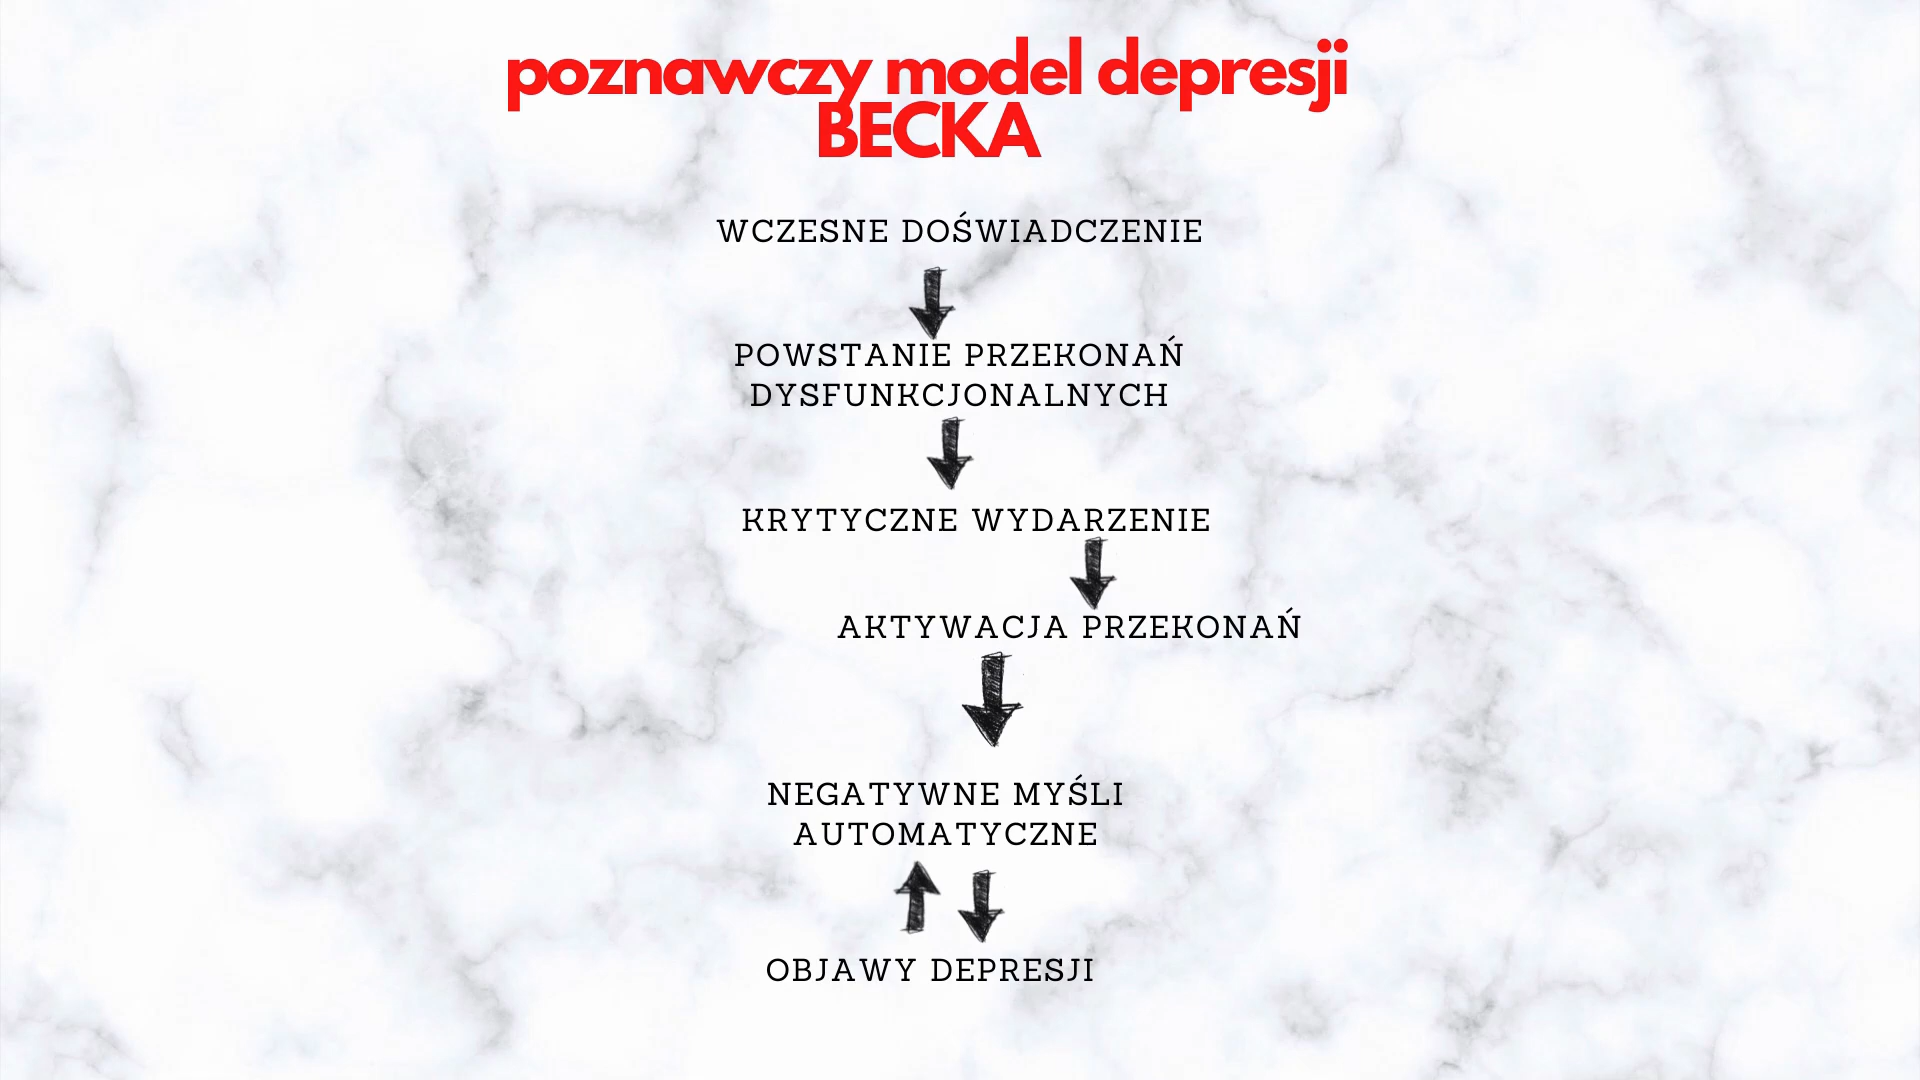 poznawczy model depresji
BECKA
WCZESNE DOŚWIADCZENIE
POWSTANIE PRZEKONAŃ
DYSFUNKCJONALNYCH
KRYTYCZNE WYDARZENIE
AKTYWACJA PRZEKONAŃ
NEGATYWNE MYŚLI
AUTOMATYCZNE
OBJAWY DEPRESJI